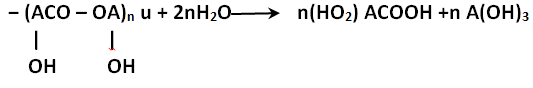 – (ACO – OA)n u + 2nH₂O ⟶ n(HO₂) ACOOH +n A(OH)₃
| |
OH OH